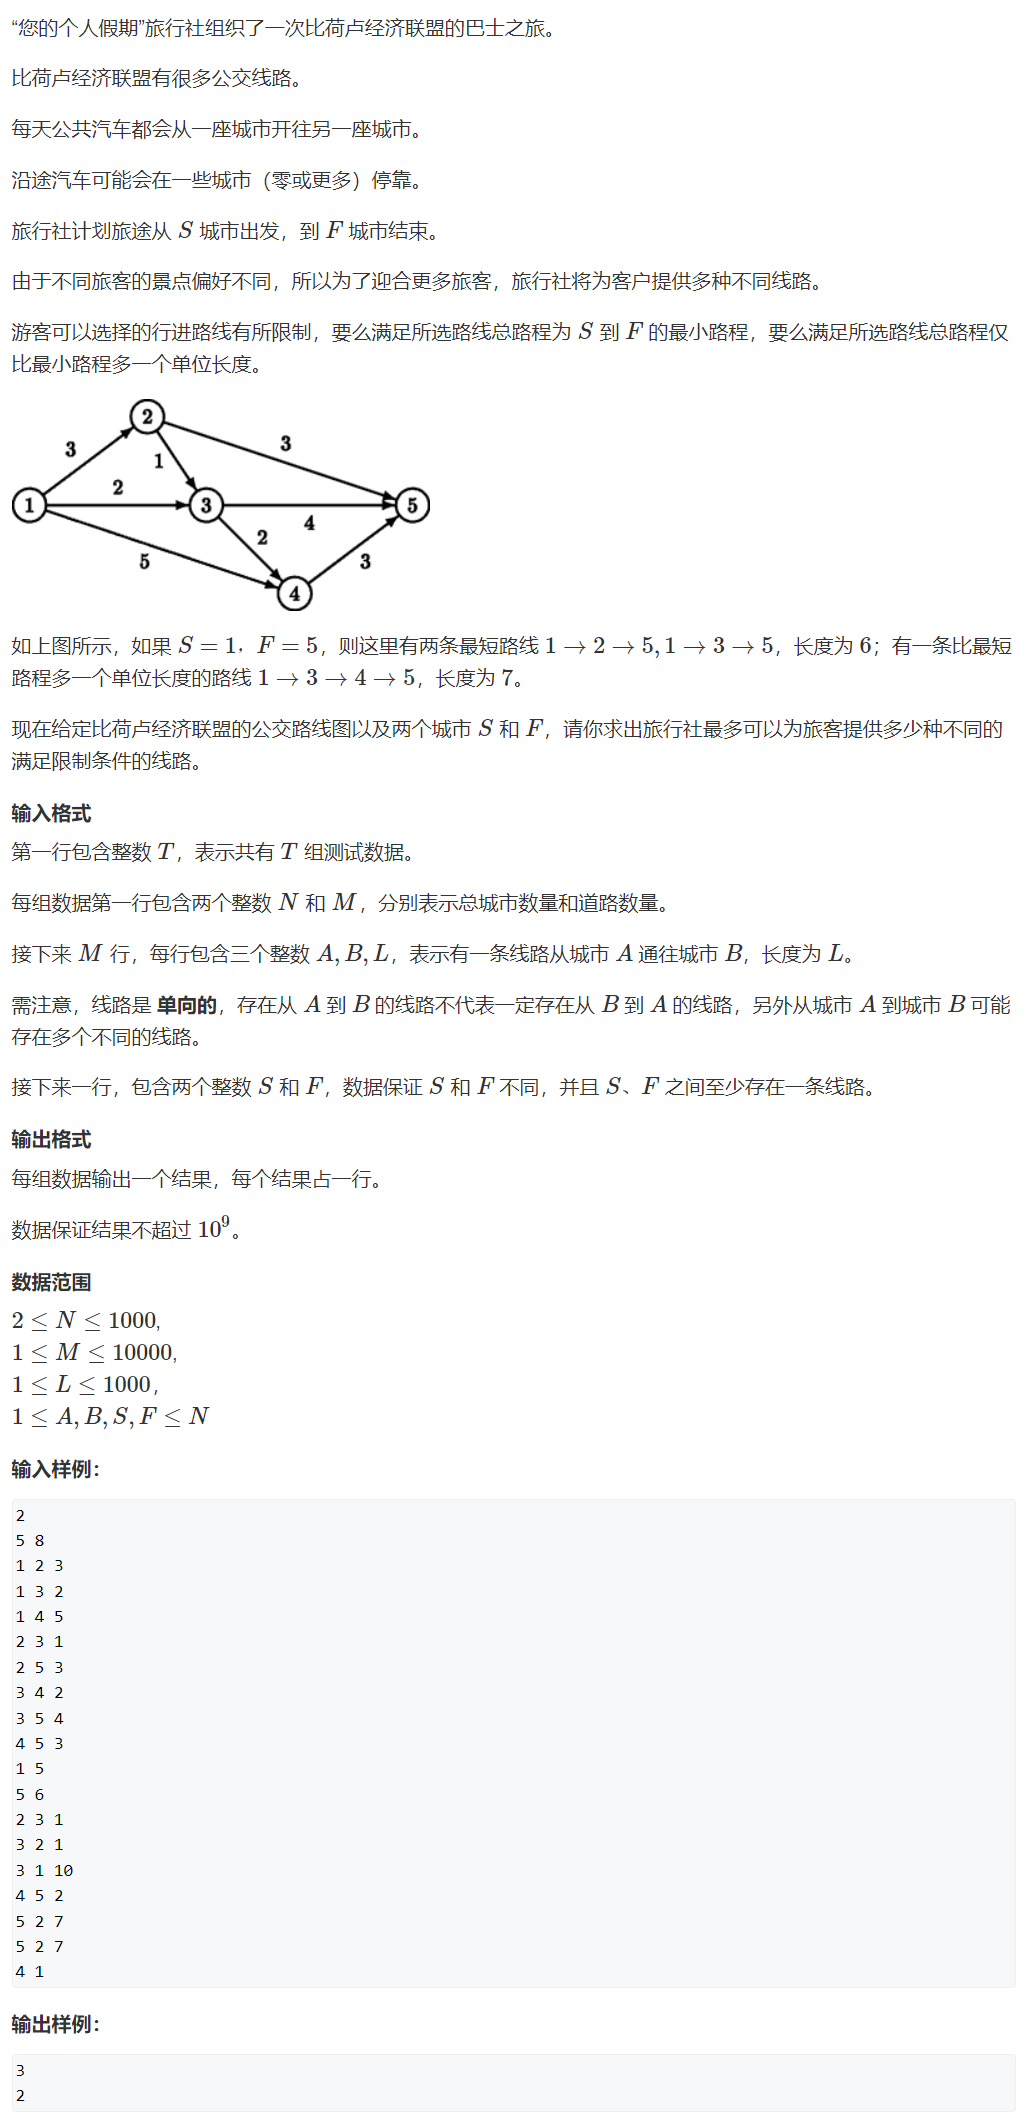 “您的个人假期”旅行社组织了一次比荷卢经济联盟的巴士之旅。
比荷卢经济联盟有很多公交线路。
每天公共汽车都会从一座城市开往另一座城市。
沿途汽车可能会在一些城市（零或更多）停靠。
旅行社计划旅途从 S 城市出发，到 F 城市结束。
由于不同旅客的景点偏好不同，所以为了迎合更多旅客，旅行社将为客户提供多种不同线路。
游客可以选择的行进路线有所限制，要么满足所选路线总路程为 S 到 F 的最小路程，要么满足所选路线总路程仅
比最小路程多一个单位长度。
2
3
3
1
2
1
3
5
4
2
5
3
4
如上图所示，如果 S = 1，F = 5，则这里有两条最短路线 1 → 2 → 5, 1 → 3 → 5，长度为 6；有一条比最短
路程多一个单位长度的路线 1 → 3 → 4 → 5，长度为 7。
现在给定比荷卢经济联盟的公交路线图以及两个城市 S 和 F，请你求出旅行社最多可以为旅客提供多少种不同的
满足限制条件的线路。
输入格式
第一行包含整数 T，表示共有 T 组测试数据。
每组数据第一行包含两个整数 N 和 M，分别表示总城市数量和道路数量。
接下来 M 行，每行包含三个整数 A, B, L，表示有一条线路从城市 A 通往城市 B，长度为 L。
需注意，线路是 单向的，存在从 A 到 B 的线路不代表一定存在从 B 到 A 的线路，另外从城市 A 到城市 B 可能
存在多个不同的线路。
接下来一行，包含两个整数 S 和 F，数据保证 S 和 F 不同，并且 S、F 之间至少存在一条线路。
输出格式
每组数据输出一个结果，每个结果占一行。
数据保证结果不超过 10⁹。
数据范围
2 ≤ N ≤ 1000,
1 ≤ M ≤ 10000,
1 ≤ L ≤ 1000,
1 ≤ A, B, S, F ≤ N
输入样例：
2
5 8
1 2 3
1 3 2
1 4 5
2 3 1
2 5 3
3 4 2
3 5 4
4 5 3
1 5
5 6
2 3 1
3 2 1
3 1 10
4 5 2
5 2 7
5 2 7
4 1
输出样例：
3
2